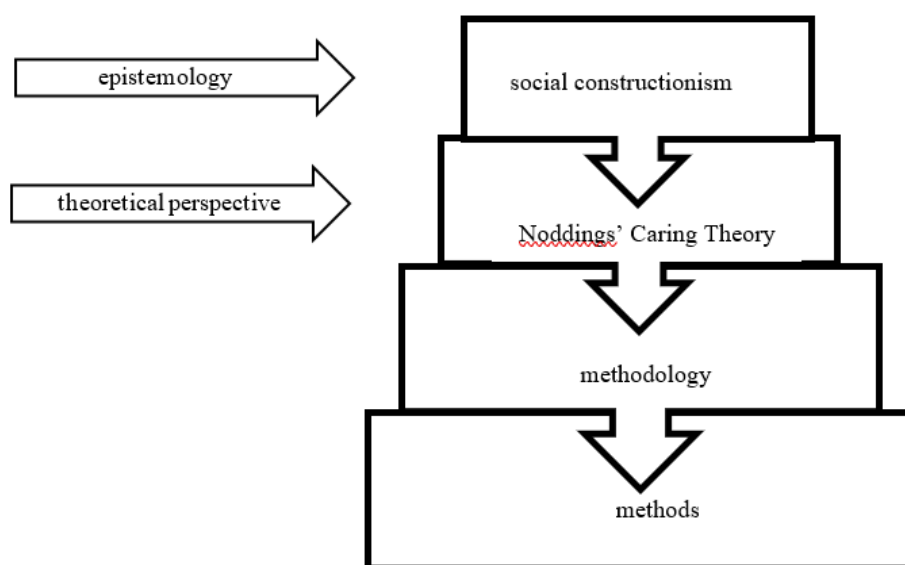 epistemology
social constructionism
theoretical perspective
Noddings’ Caring Theory
methodology
methods